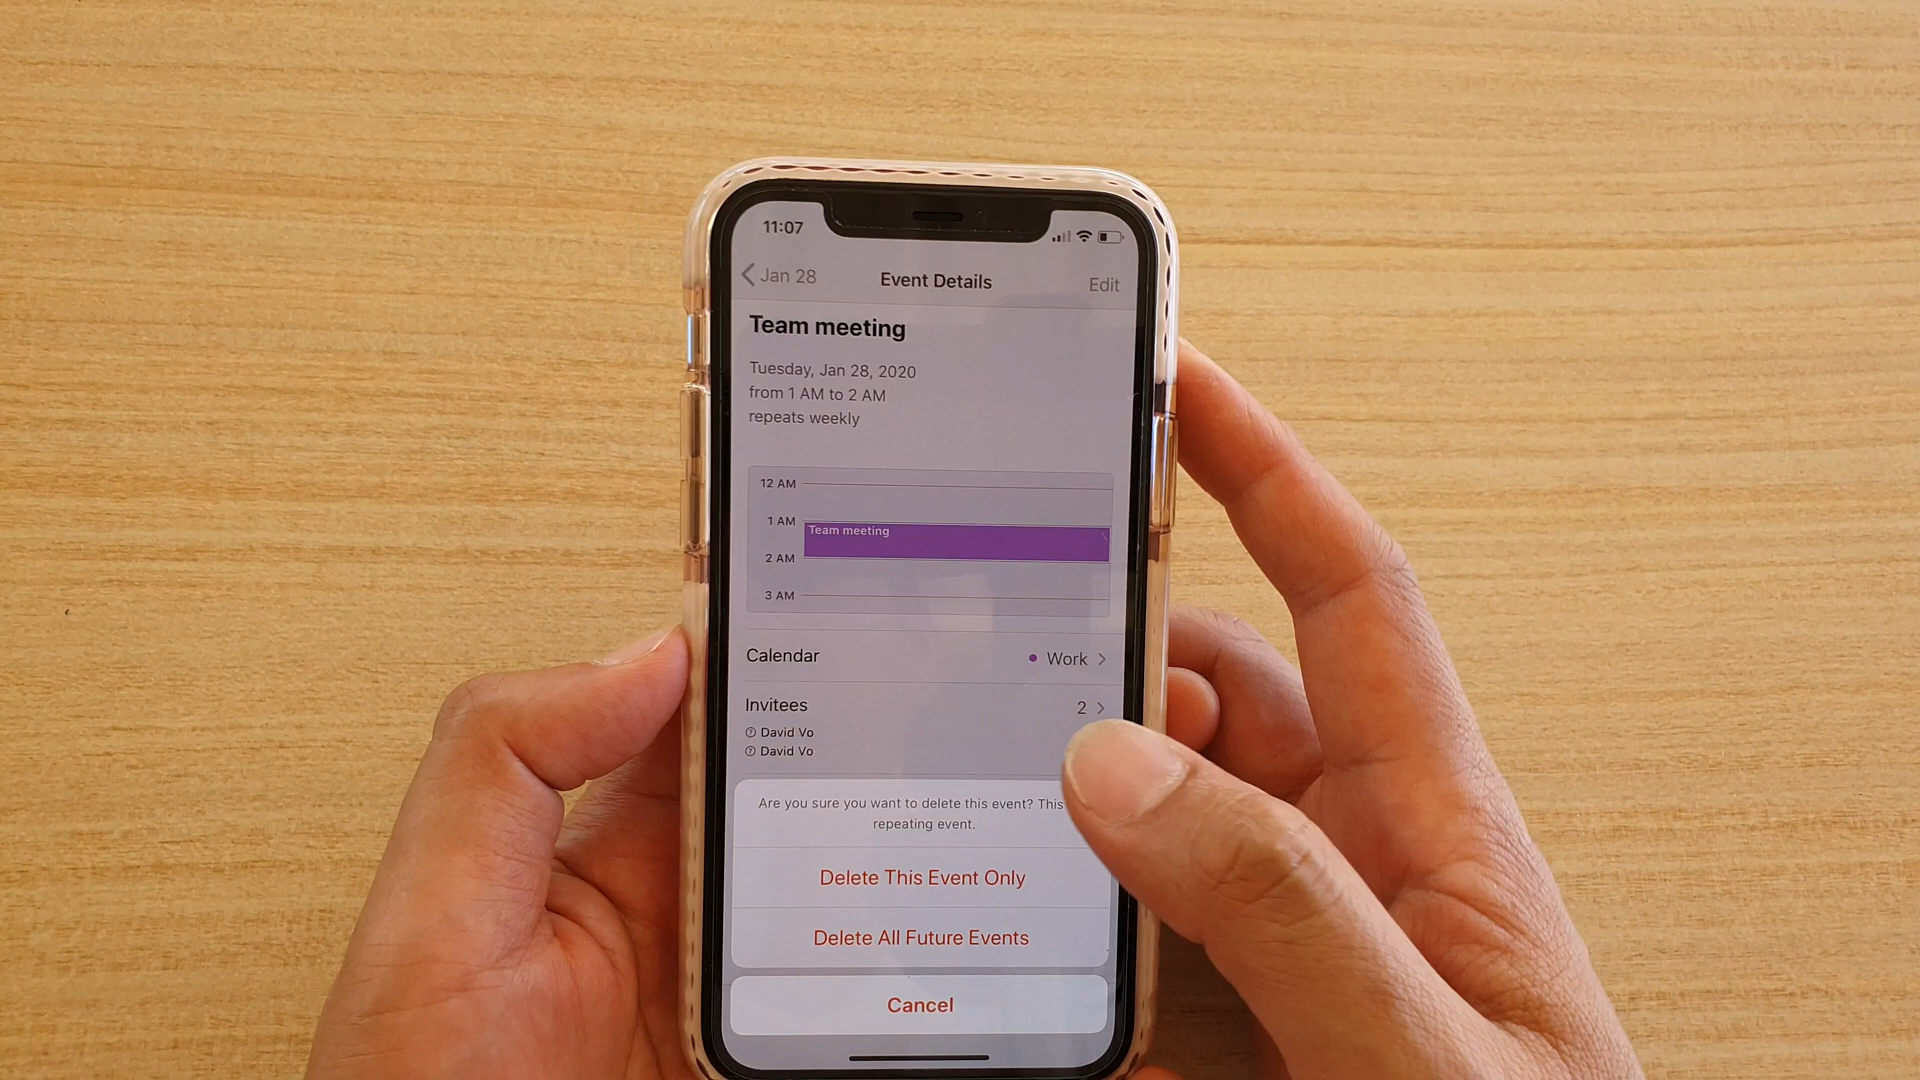 11:07
Jan 28
Event Details
Edit
Team meeting
Tuesday, Jan 28, 2020
from 1 AM to 2 AM
repeats weekly
12 AM
1 AM
Team meeting
2 AM
3 AM
Calendar
Work
Invitees
2
David Vo
David Vo
Are you sure you want to delete this event? This
repeating event.
Delete This Event Only
Delete All Future Events
Cancel